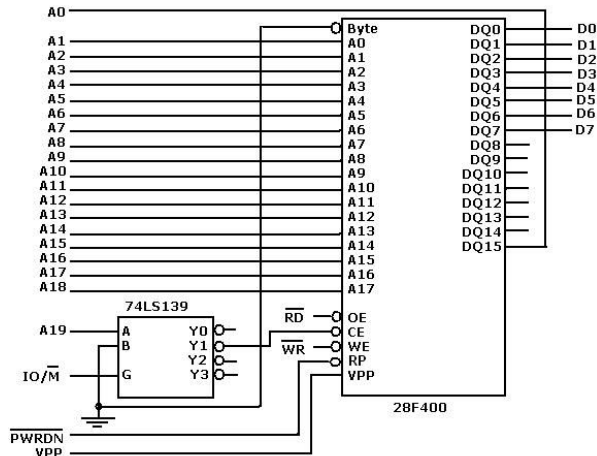 A0
A1
A2
A3
A4
A5
A6
A7
A8
A9
A10
A11
A12
A13
A14
A15
A16
A17
A18
Byte
A0
A1
A2
A3
A4
A5
A6
A7
A8
A9
A10
A11
A12
A13
A14
A15
A16
A17
OE
CE
WE
RP
VPP
DQ0
DQ1
DQ2
DQ3
DQ4
DQ5
DQ6
DQ7
DQ8
DQ9
DQ10
DQ11
DQ12
DQ13
DQ14
DQ15
D0
D1
D2
D3
D4
D5
D6
D7
28F400
R̅D̅
W̅R̅
74LS139
A19
IO/M̅
A
B
G
Y0
Y1
Y2
Y3
P̅W̅R̅D̅N̅
VPP